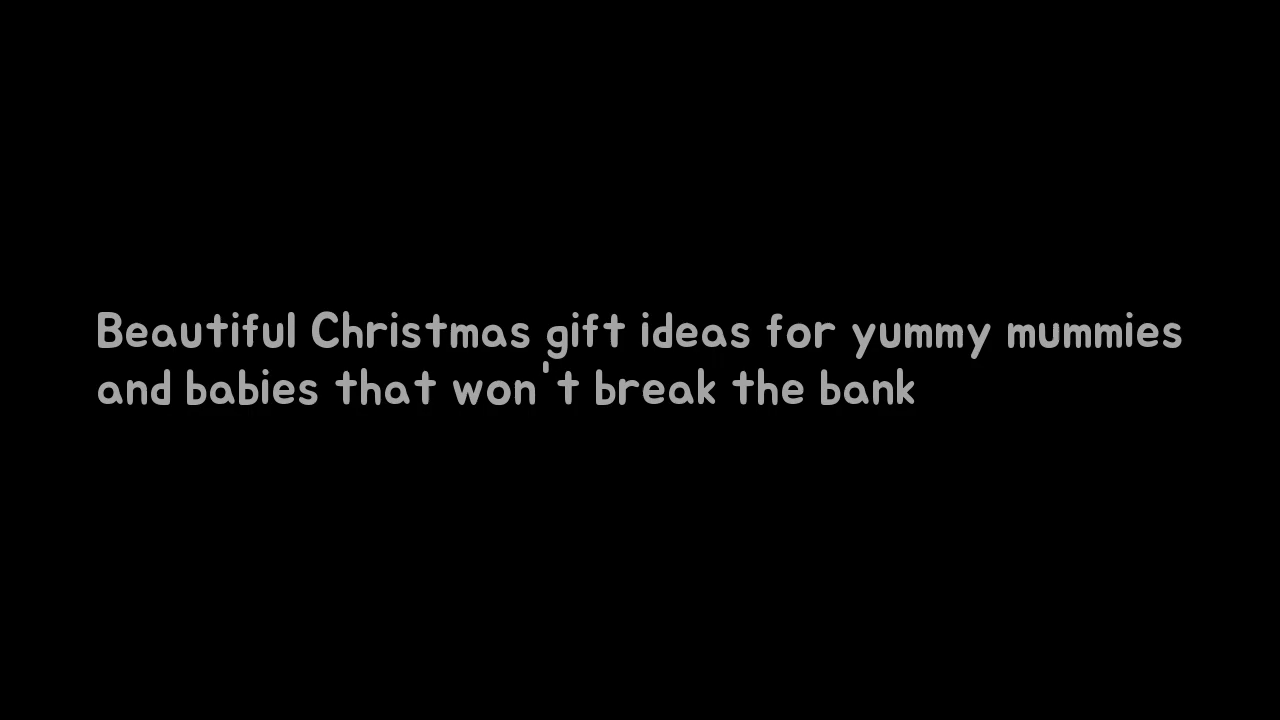 Beautiful Christmas gift ideas for yummy mummies
and babies that won't break the bank